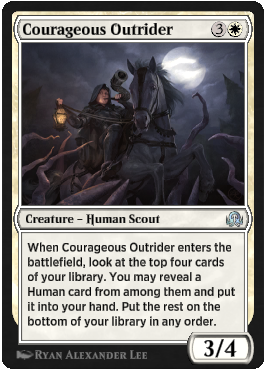 Courageous Outrider 3
Creature – Human Scout
When Courageous Outrider enters the
battlefield, look at the top four cards
of your library. You may reveal a
Human card from among them and put
it into your hand. Put the rest on the
bottom of your library in any order.
Ryan Alexander Lee
3/4